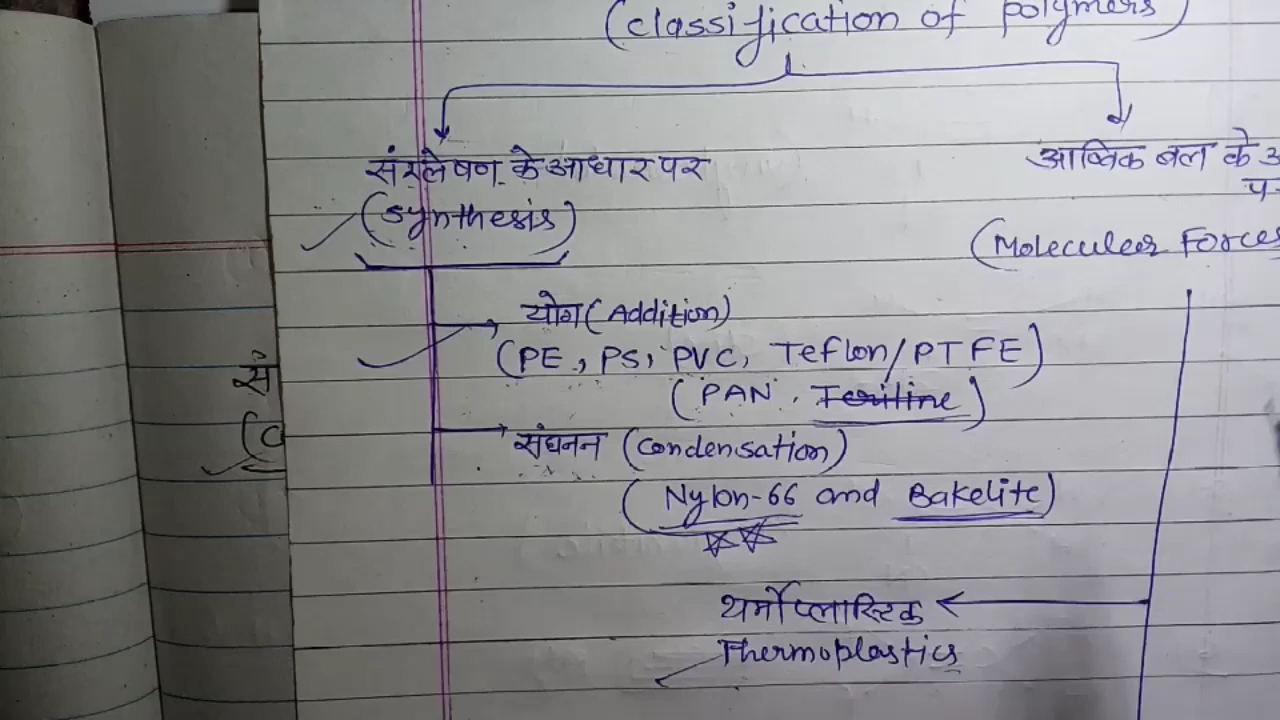 (classification of polymers)
संश्लेषण के आधार पर
(synthesis)
आण्विक बल के
(Moleculer Forces
योग (Addition)
(PE, PS, PVC, Teflon/PTFE)
(PAN, Teriline)
सं
संघनन (Condensation)
(Nylon-66 and Bakelite)
थर्मोप्लास्टिक
Thermoplastics